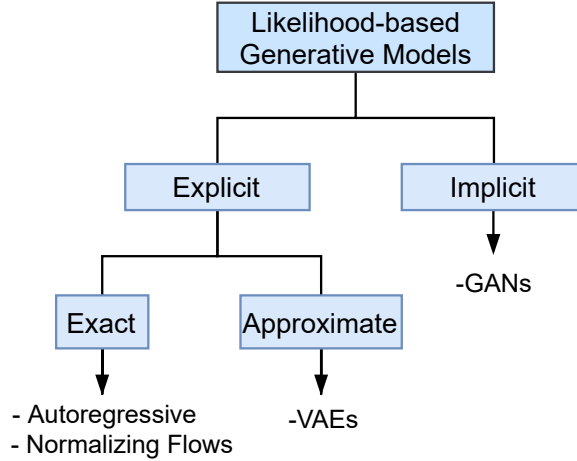 Likelihood-based
Generative Models
Explicit
Implicit
-GANs
Exact
Approximate
- Autoregressive
- Normalizing Flows
-VAEs